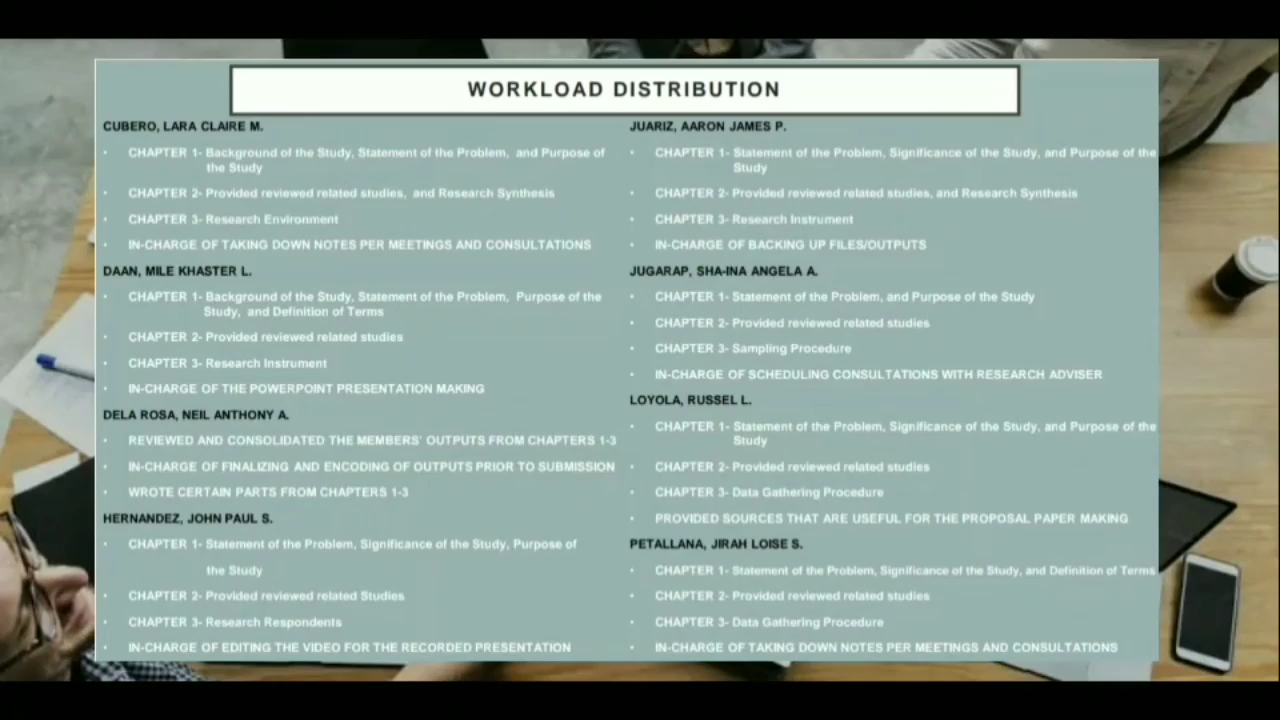 WORKLOAD DISTRIBUTION
CUBERO, LARA CLAIRE M.
• CHAPTER 1- Background of the Study, Statement of the Problem, and Purpose of
the Study
• CHAPTER 2- Provided reviewed related studies, and Research Synthesis
• CHAPTER 3- Research Environment
• IN-CHARGE OF TAKING DOWN NOTES PER MEETINGS AND CONSULTATIONS
DAAN, MILE KHASTER L.
• CHAPTER 1- Background of the Study, Statement of the Problem, Purpose of the
Study, and Definition of Terms
• CHAPTER 2- Provided reviewed related studies
• CHAPTER 3- Research Instrument
• IN-CHARGE OF THE POWERPOINT PRESENTATION MAKING
DELA ROSA, NEIL ANTHONY A.
• REVIEWED AND CONSOLIDATED THE MEMBERS' OUTPUTS FROM CHAPTERS 1-3
• IN-CHARGE OF FINALIZING AND ENCODING OF OUTPUTS PRIOR TO SUBMISSION
• WROTE CERTAIN PARTS FROM CHAPTERS 1-3
HERNANDEZ, JOHN PAUL S.
• CHAPTER 1- Statement of the Problem, Significance of the Study, Purpose of
the Study
• CHAPTER 2- Provided reviewed related Studies
• CHAPTER 3- Research Respondents
• IN-CHARGE OF EDITING THE VIDEO FOR THE RECORDED PRESENTATION
JUARIZ, AARON JAMES P.
• CHAPTER 1- Statement of the Problem, Significance of the Study, and Purpose of the
Study
• CHAPTER 2- Provided reviewed related studies, and Research Synthesis
• CHAPTER 3- Research Instrument
• IN-CHARGE OF BACKING UP FILES/OUTPUTS
JUGARAP, SHA-INA ANGELA A.
• CHAPTER 1- Statement of the Problem, and Purpose of the Study
• CHAPTER 2- Provided reviewed related studies
• CHAPTER 3- Sampling Procedure
• IN-CHARGE OF SCHEDULING CONSULTATIONS WITH RESEARCH ADVISER
LOYOLA, RUSSEL L.
• CHAPTER 1- Statement of the Problem, Significance of the Study, and Purpose of the
Study
• CHAPTER 2- Provided reviewed related studies
• CHAPTER 3- Data Gathering Procedure
• PROVIDED SOURCES THAT ARE USEFUL FOR THE PROPOSAL PAPER MAKING
PETALLANA, JIRAH LOISE S.
• CHAPTER 1- Statement of the Problem, Significance of the Study, and Definition of Terms
• CHAPTER 2- Provided reviewed related studies
• CHAPTER 3- Data Gathering Procedure
• IN-CHARGE OF TAKING DOWN NOTES PER MEETINGS AND CONSULTATIONS